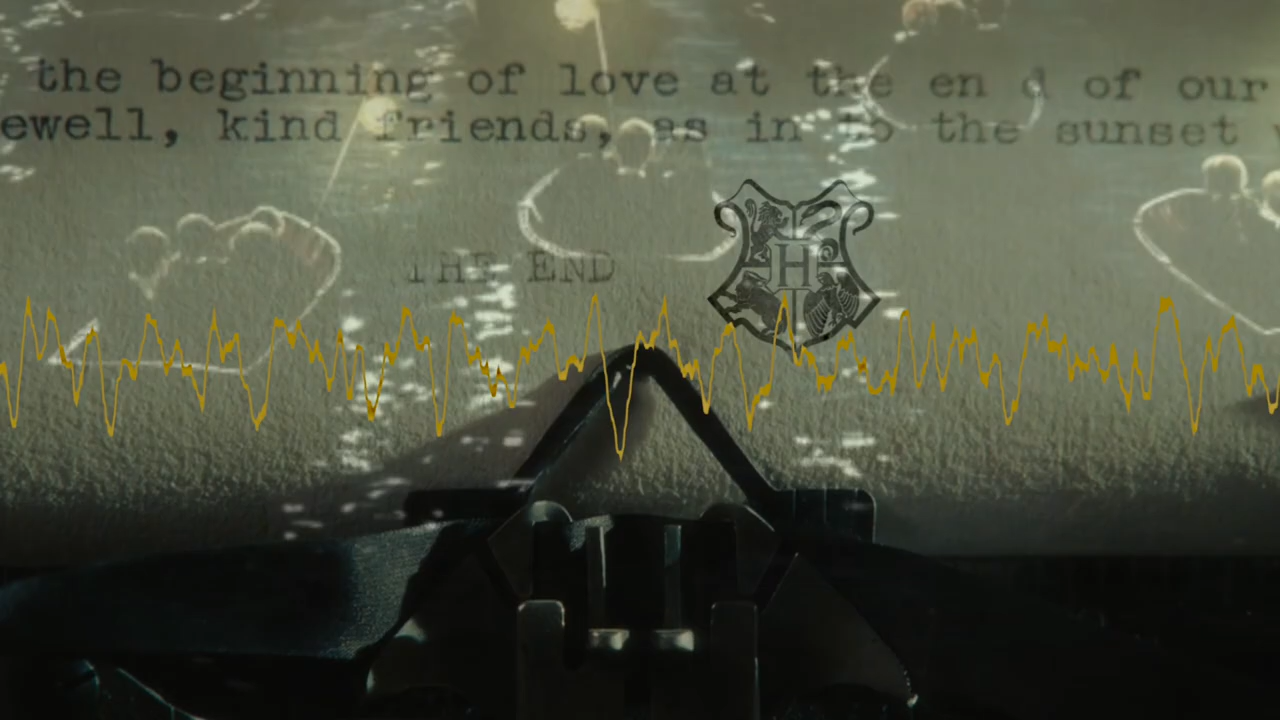 the beginning of love at the en d of our
ewell, kind friends, as in to the sunset
THE END
H